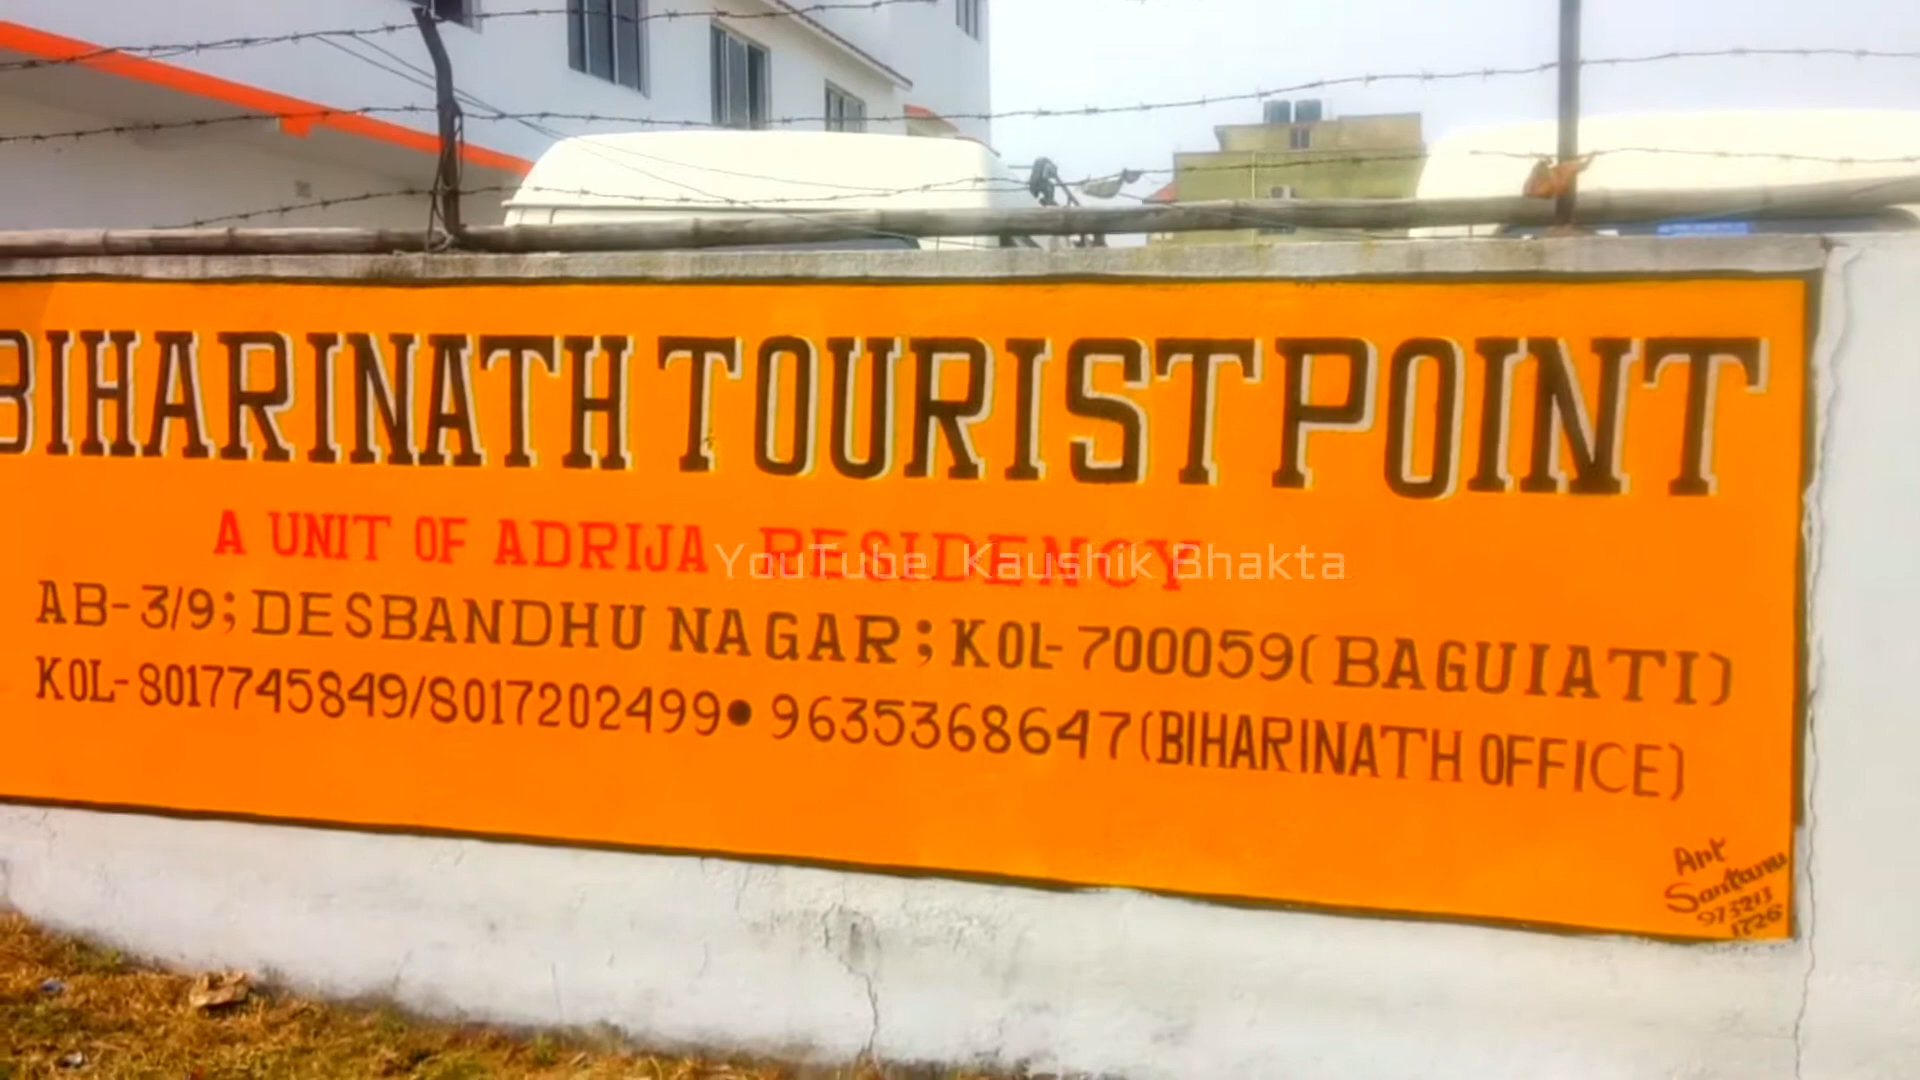 BIHARINATH TOURIST POINT
A UNIT OF ADRIJA RESIDENCY
YouTube Kaushik Bhakta
AB-3/9; DESBANDHU NAGAR; KOL-700059(BAGUIATI)
KOL-8017745849/8017202499•9635368647(BIHARINATH OFFICE)
Art
Santanu
973213
1726